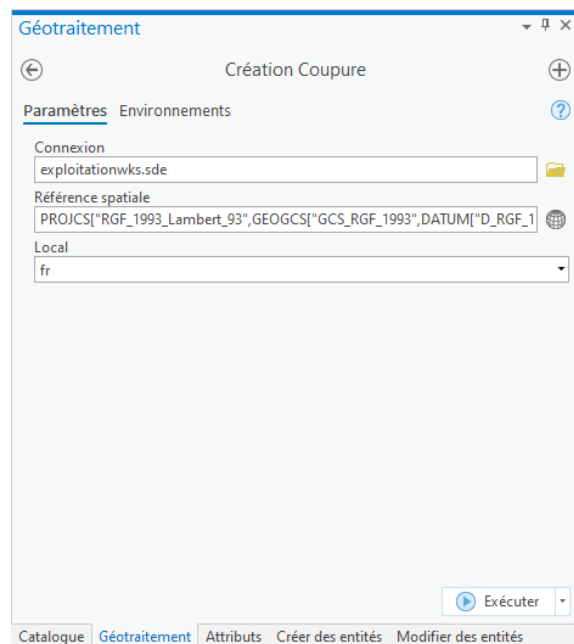 Géotraitement
Création Coupure
Paramètres Environnements
Connexion
exploitationwks.sde
Référence spatiale
PROJCS["RGF_1993_Lambert_93",GEOGCS["GCS_RGF_1993",DATUM["D_RGF_1
Local
fr
Exécuter
Catalogue Géotraitement Attributs Créer des entités Modifier des entités